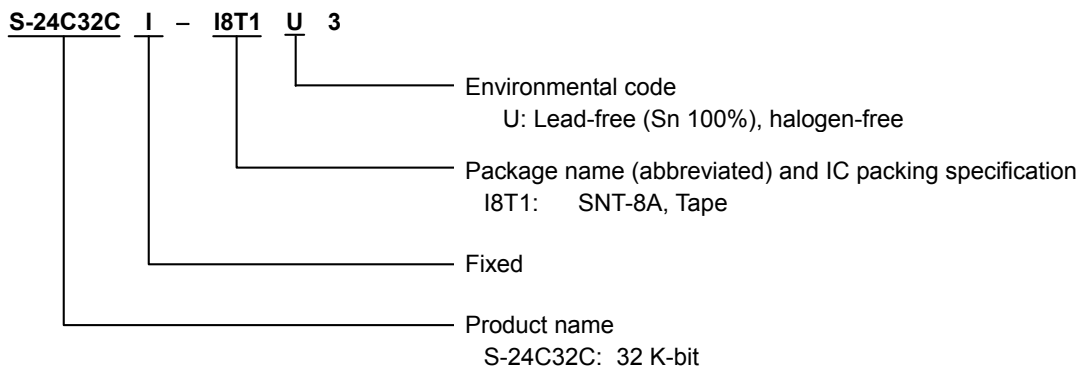 S-24C32C I – I8T1 U 3
Environmental code
U: Lead-free (Sn 100%), halogen-free
Package name (abbreviated) and IC packing specification
I8T1: SNT-8A, Tape
Fixed
Product name
S-24C32C: 32 K-bit